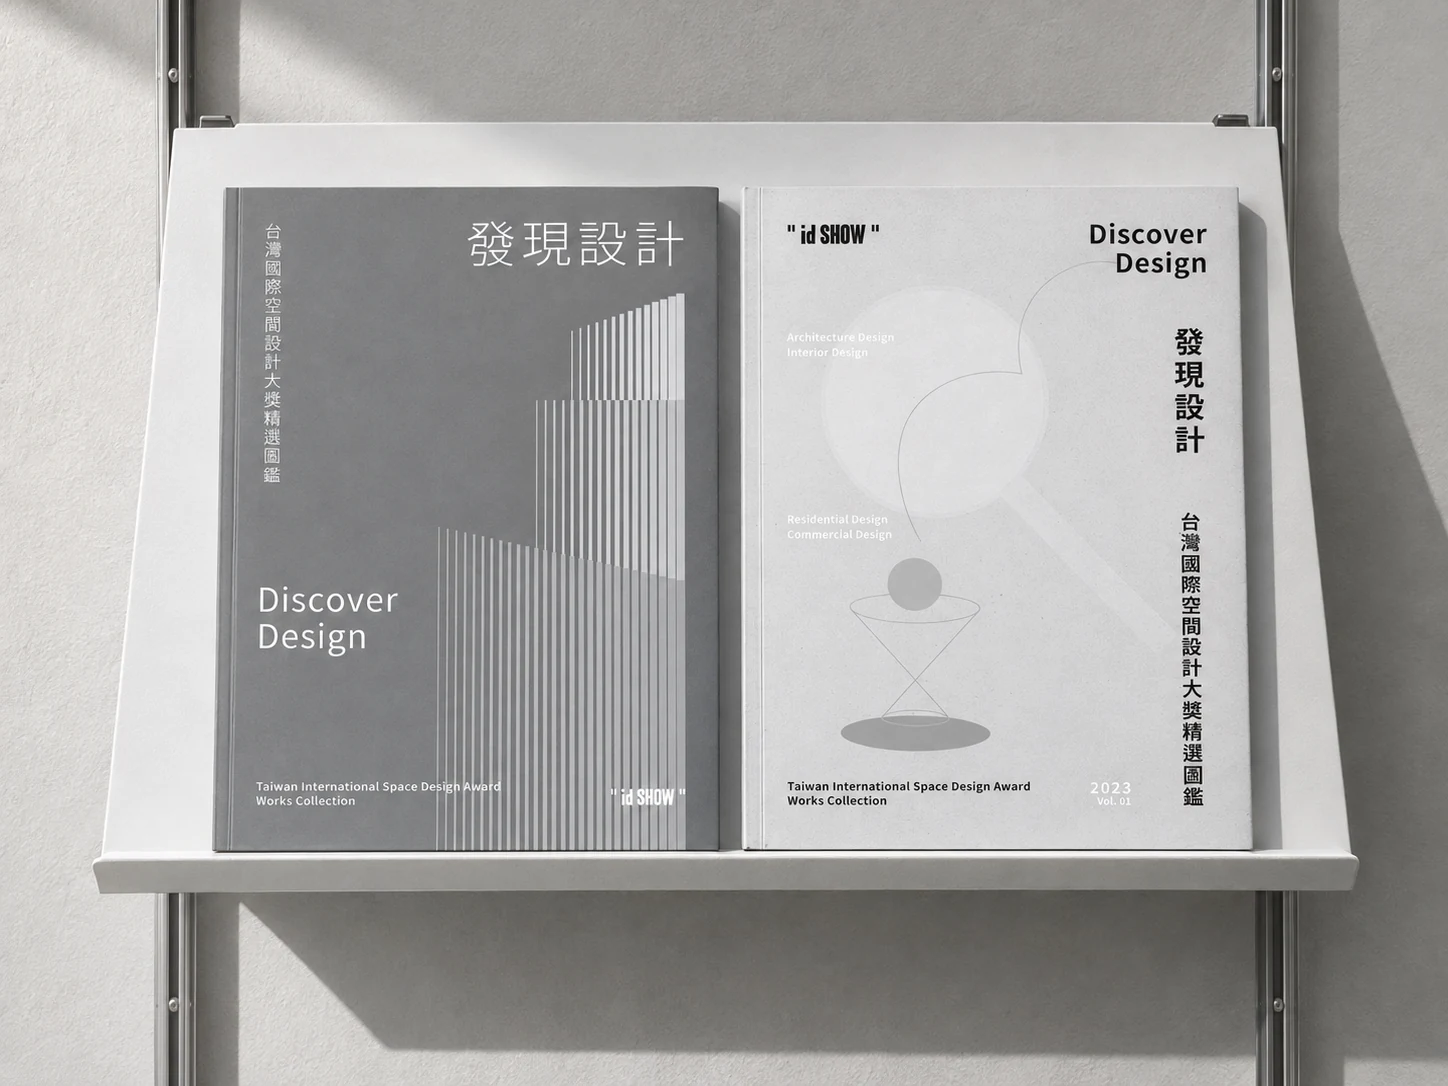 發現設計
台灣國際空間設計大獎精選圖鑑
Discover
Design
Taiwan International Space Design Award
Works Collection
" id SHOW "
" id SHOW "
Discover
Design
Architecture Design
Interior Design
發現設計
Residential Design
Commercial Design
台灣國際空間設計大獎精選圖鑑
Taiwan International Space Design Award
Works Collection
2023
Vol. 01